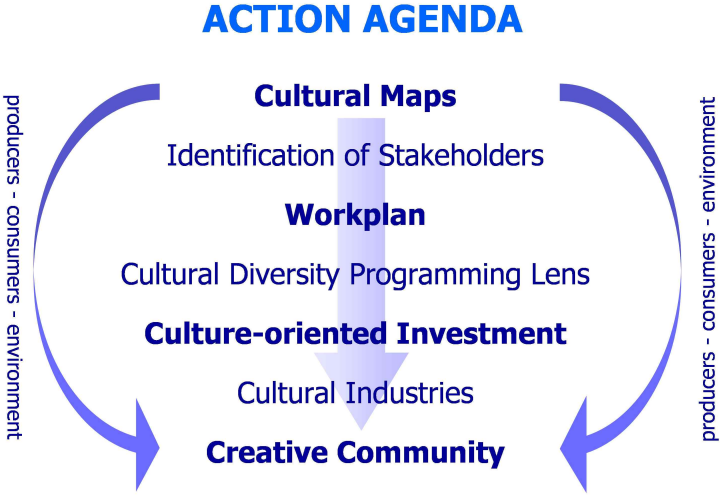 ACTION AGENDA
Cultural Maps
Identification of Stakeholders
Workplan
Cultural Diversity Programming Lens
Culture-oriented Investment
Cultural Industries
Creative Community
producers - consumers - environment
producers - consumers - environment